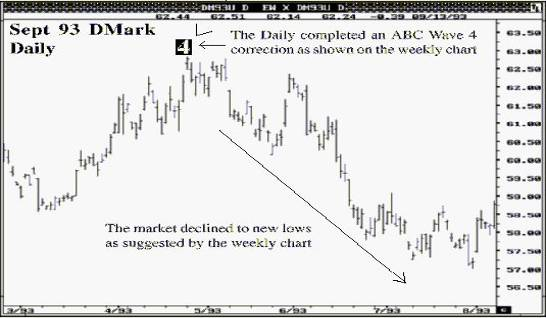 DM93U D EW X DM93U D.
62.44 62.51 62.14 62.24 -0.39 09/13/93
Sept 93 DMark
Daily
4
The Daily completed an ABC Wave 4
correction as shown on the weekly chart
The market declined to new lows
as suggested by the weekly chart
63.50
63.00
62.50
62.00
61.50
61.00
60.50
60.00
59.50
59.00
58.50
58.00
57.50
57.00
56.50
3/93 4/93 5/93 6/93 7/93 8/93